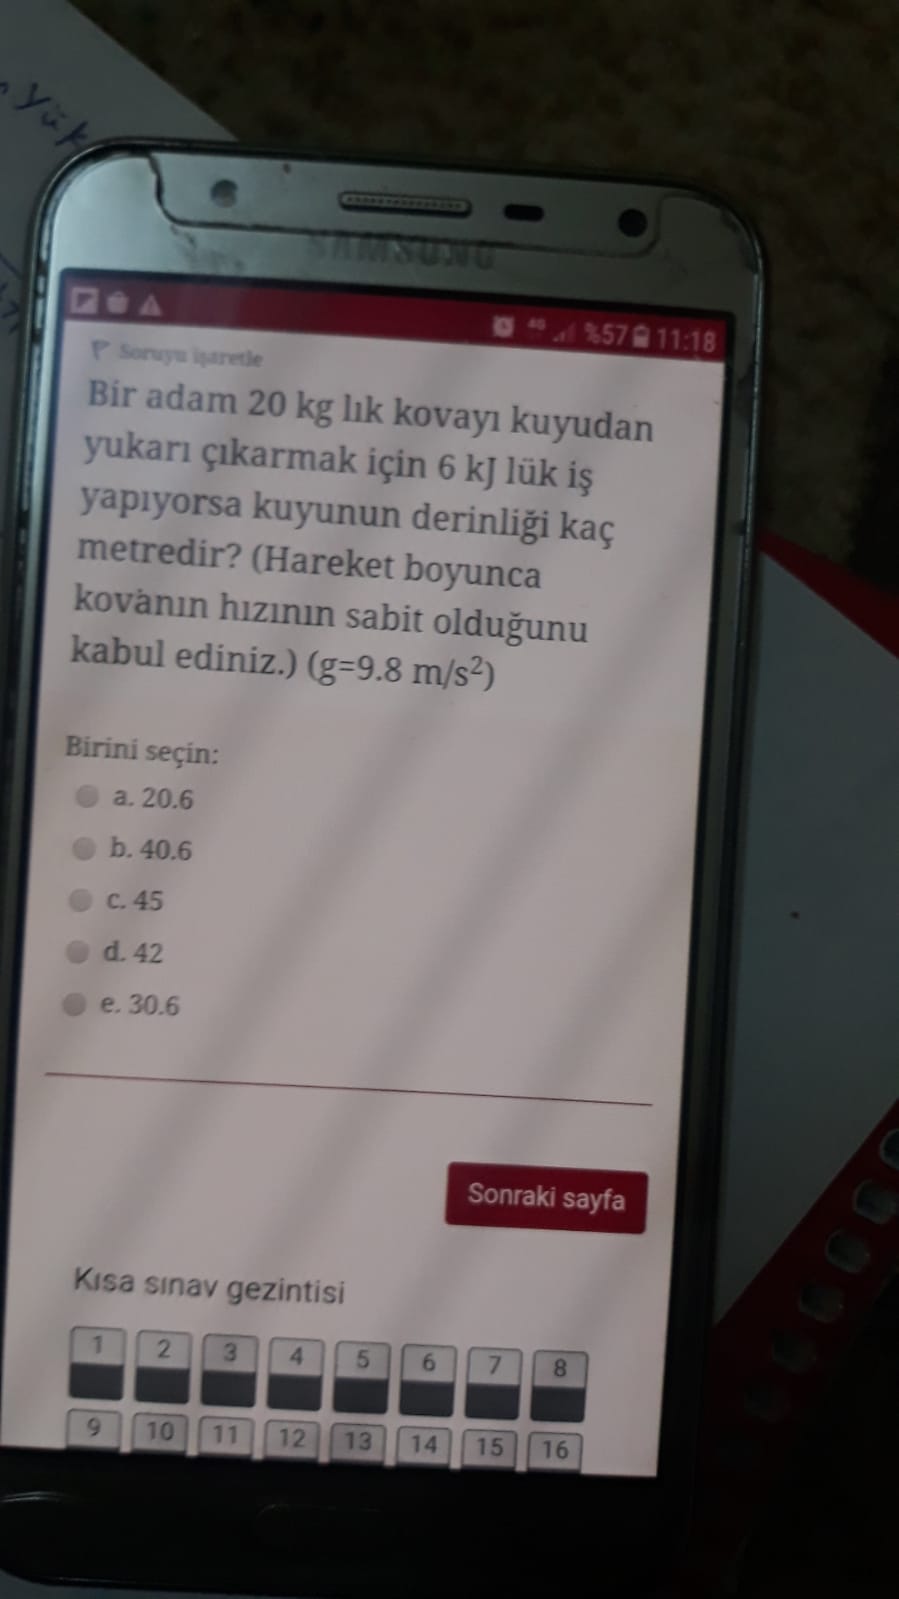 yük
SAMSUNG
4G %57 11:18
Soruyu işaretle
Bir adam 20 kg lık kovayı kuyudan
yukarı çıkarmak için 6 kJ lük iş
yapıyorsa kuyunun derinliği kaç
metredir? (Hareket boyunca
kovanın hızının sabit olduğunu
kabul ediniz.) (g=9.8 m/s²)
Birini seçin:
a. 20.6
b. 40.6
c. 45
d. 42
e. 30.6
Sonraki sayfa
Kısa sınav gezintisi
1 2 3 4 5 6 7 8
9 10 11 12 13 14 15 16